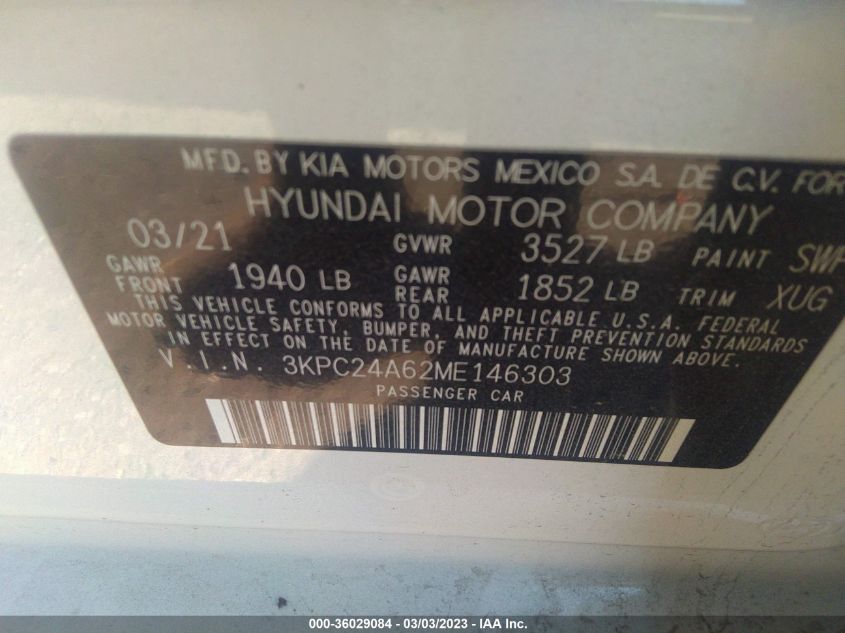 MFD. BY KIA MOTORS MEXICO S.A. DE C.V. FOR
HYUNDAI MOTOR COMPANY
03/21 GVWR 3527 LB PAINT SWP
GAWR FRONT 1940 LB GAWR REAR 1852 LB TRIM XUG
THIS VEHICLE CONFORMS TO ALL APPLICABLE U.S.A. FEDERAL
MOTOR VEHICLE SAFETY, BUMPER, AND THEFT PREVENTION STANDARDS
IN EFFECT ON THE DATE OF MANUFACTURE SHOWN ABOVE.
V.I.N. 3KPC24A62ME146303
PASSENGER CAR
000-36029084 - 03/03/2023 - IAA Inc.